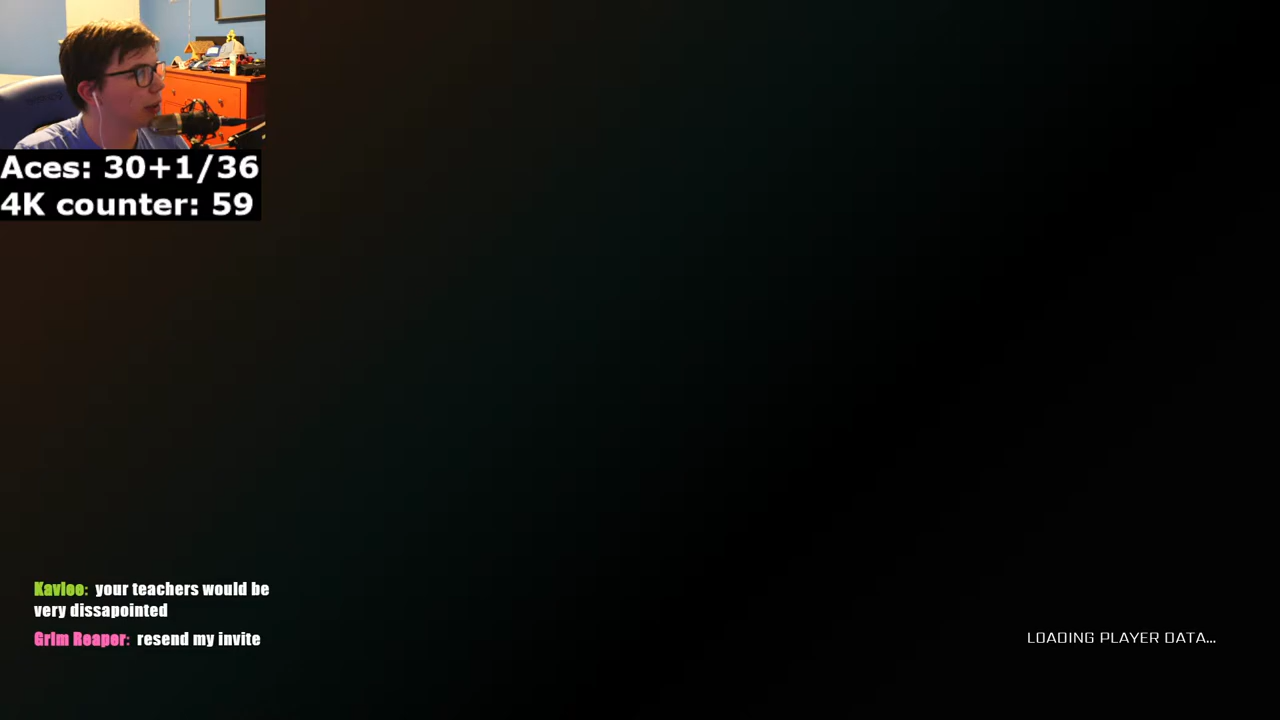 Aces: 30+1/36
4K counter: 59
Kavloo: your teachers would be
very dissapointed
Grim Reaper: resend my invite
LOADING PLAYER DATA...